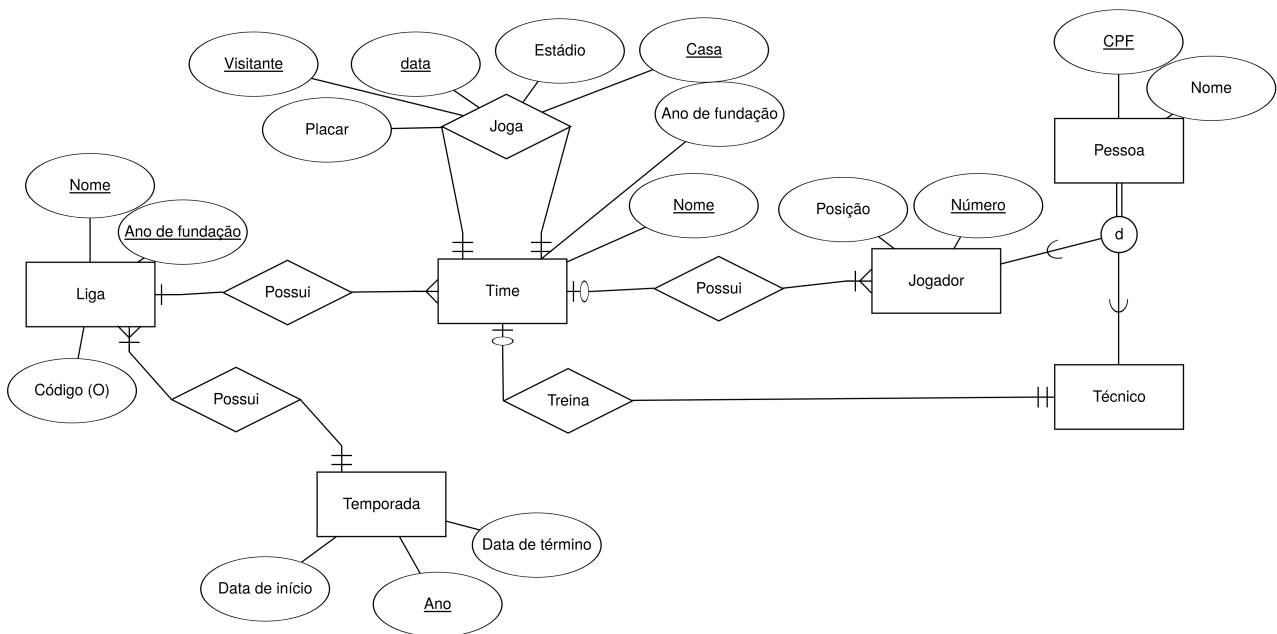 CPF
Visitante
data
Estádio
Casa
Nome
Ano de fundação
Placar
Joga
Pessoa
Nome
Ano de fundação
Nome
Posição
Número
d
Liga
Possui
Time
Possui
Jogador
Código (O)
Possui
Treina
Técnico
Temporada
Data de término
Data de início
Ano